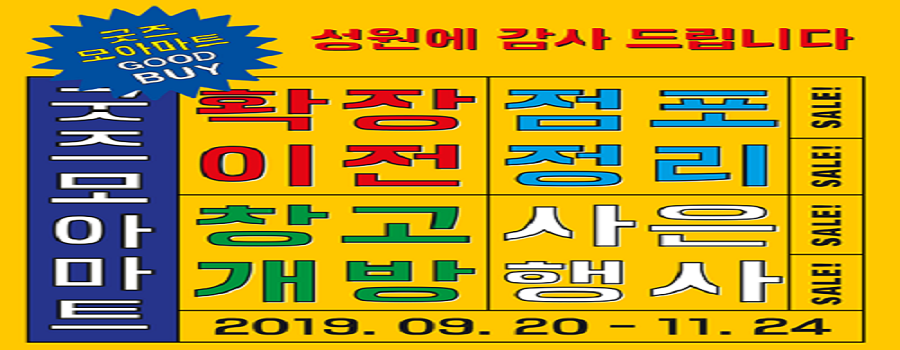 굿즈
모아마트
GOOD
BUY
성원에 감사 드립니다
굿즈모아마트
확장
이전
점포
정리
창고
개방
사은
행사
SALE!
SALE!
SALE!
SALE!
2019. 09. 20 - 11. 24